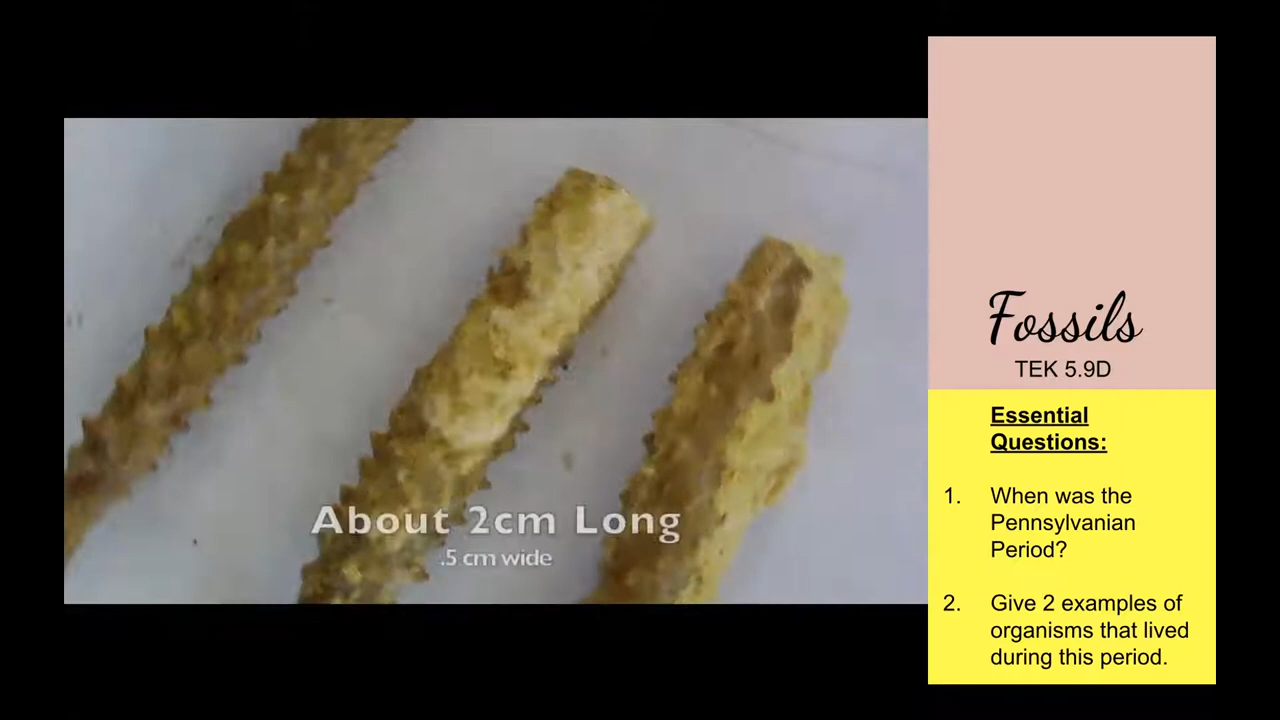 About 2cm Long
.5 cm wide
Fossils
TEK 5.9D
Essential
Questions:
1. When was the
Pennsylvanian
Period?
2. Give 2 examples of
organisms that lived
during this period.